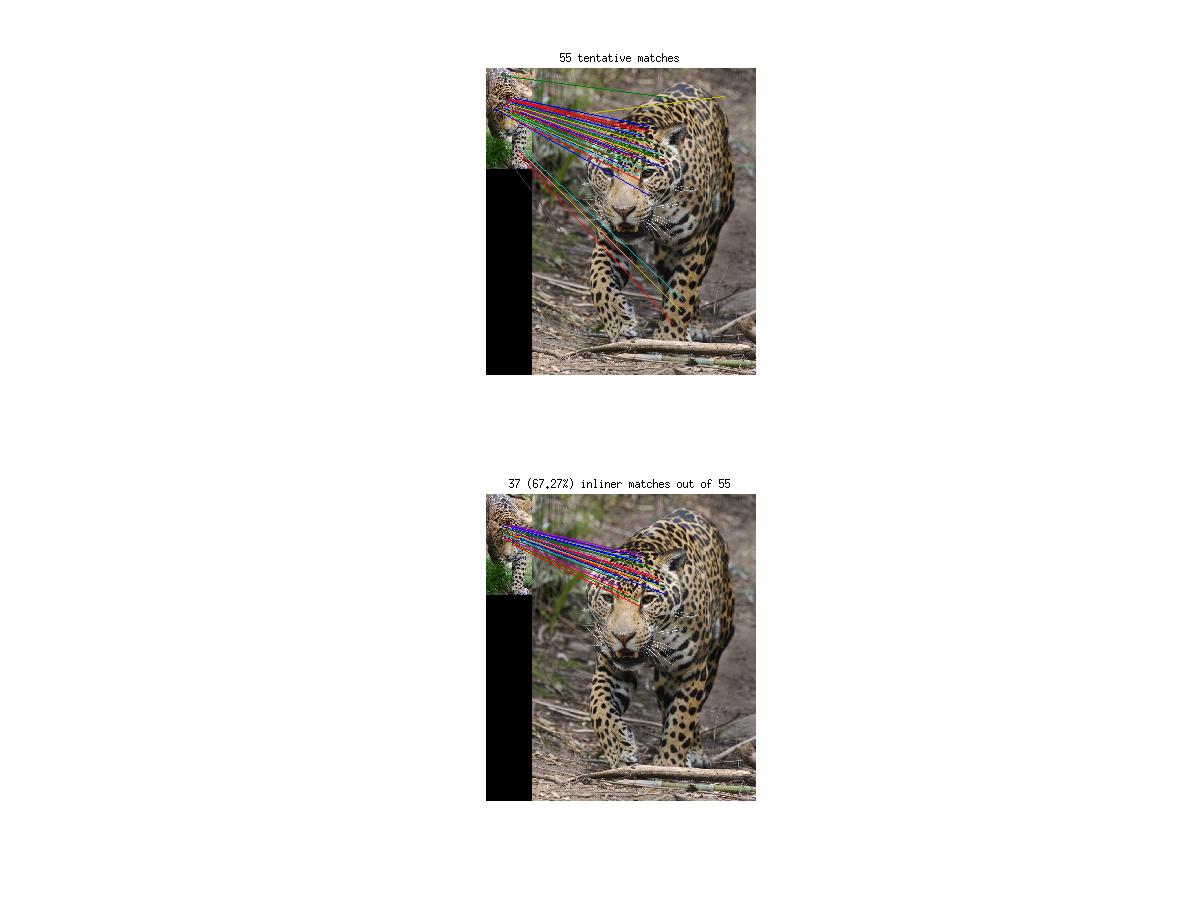 55 tentative matches
37 (67.27%) inliner matches out of 55